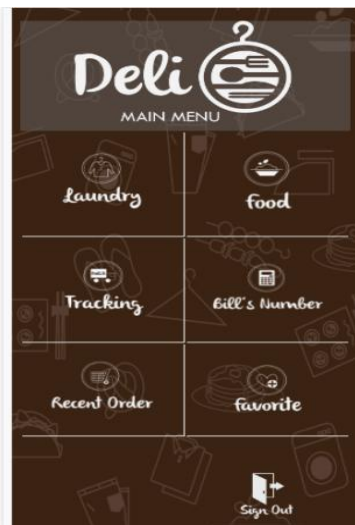 Deli
MAIN MENU
Laundry
Food
Tracking
Bill's Number
Recent Order
Favorite
Sign Out